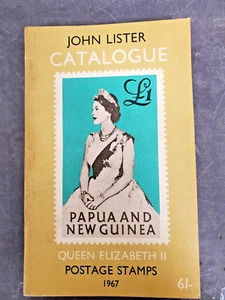 JOHN LISTER
CATALOGUE
£1
PAPUA AND
NEW GUINEA
QUEEN ELIZABETH II
POSTAGE STAMPS
1967
6/-